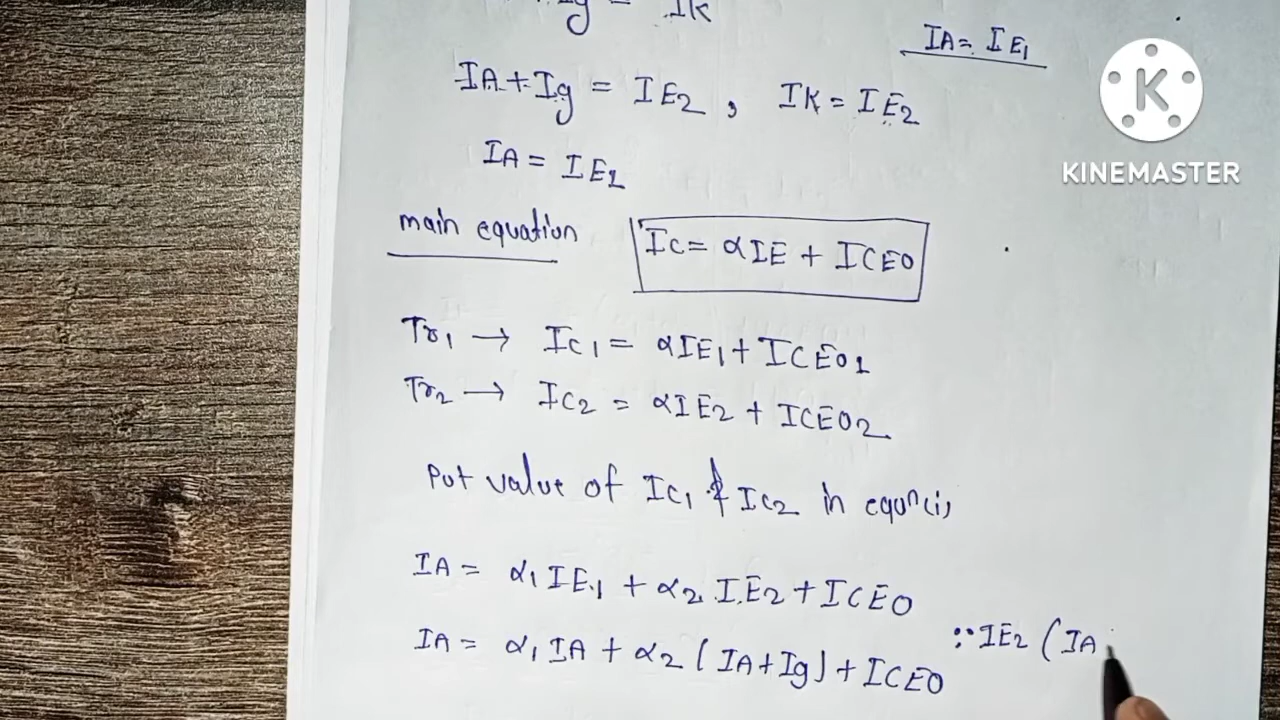 Ig = IK
IA = IE1
IA + Ig = IE2 , IK = IE2
K
KINEMASTER
IA = IE2
main equation IC = αIE + ICEO
Tr1 → IC1 = αIE1 + ICEO1
Tr2 → IC2 = αIE2 + ICEO2
Put value of IC1 & IC2 in equn (i)
IA = α1 IE1 + α2 IE2 + ICEO
IA = α1 IA + α2 (IA + Ig) + ICEO ∵ IE2 (IA